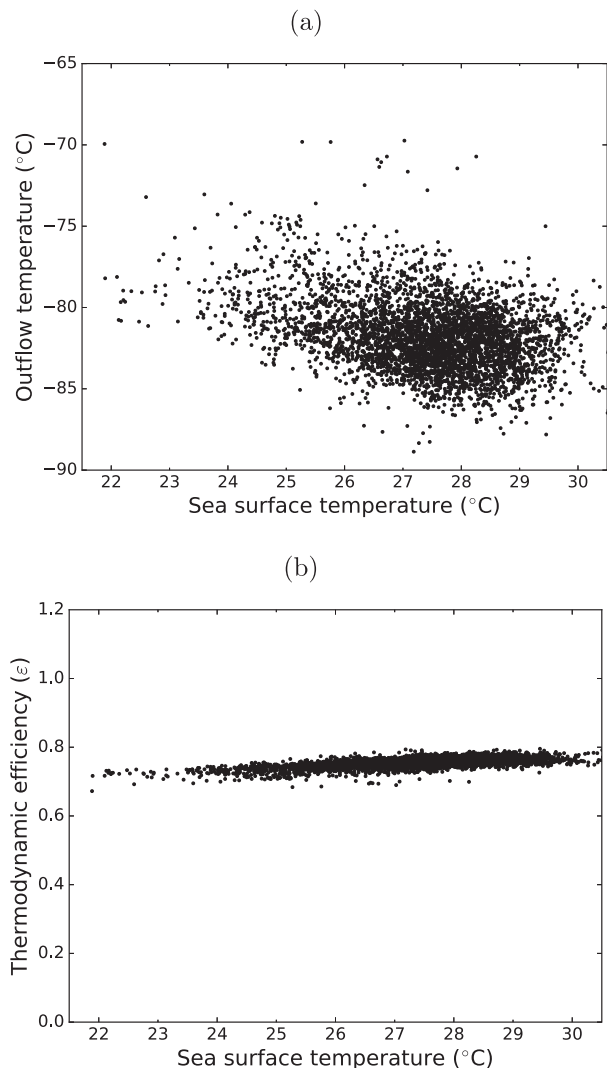 (a)
−65
−70
−75
−80
−85
−90
Outflow temperature (°C)
22 23 24 25 26 27 28 29 30
Sea surface temperature (°C)
(b)
1.2
1.0
0.8
0.6
0.4
0.2
0.0
Thermodynamic efficiency (ε)
22 23 24 25 26 27 28 29 30
Sea surface temperature (°C)